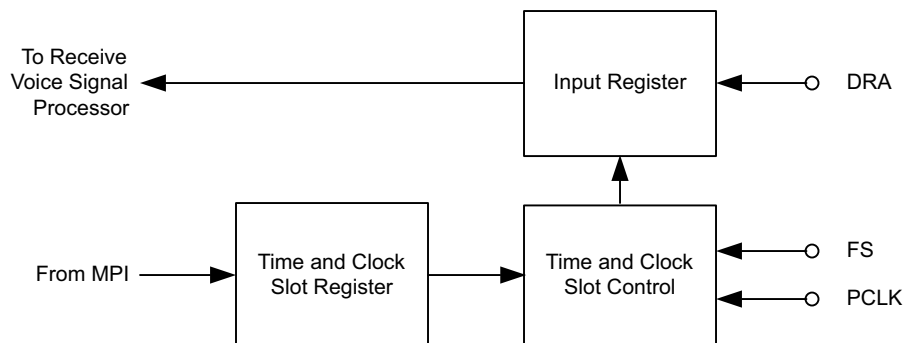 To Receive
Voice Signal
Processor
Input Register
DRA
From MPI
Time and Clock
Slot Register
Time and Clock
Slot Control
FS
PCLK